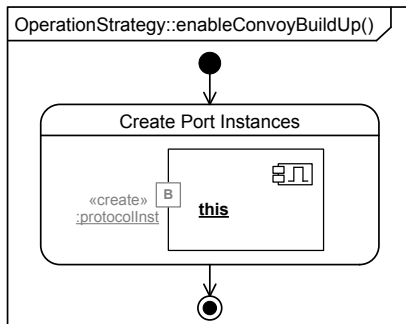 OperationStrategy::enableConvoyBuildUp()
Create Port Instances
«create»
:protocolInst
B
this